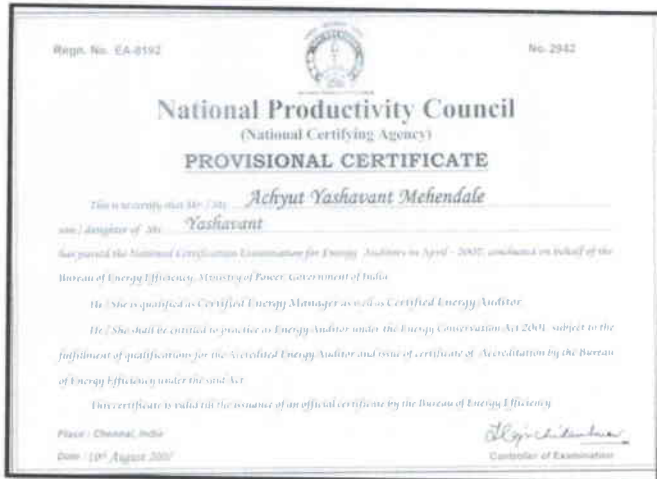 Regn. No. EA-8192
No. 2942
National Productivity Council
(National Certifying Agency)
PROVISIONAL CERTIFICATE
This is to certify that Mr. / Ms. Achyut Yashavant Mehendale
son / daughter of Mr. Yashavant
has passed the National Certification Examination for Energy Auditors in April - 2007, conducted on behalf of the
Bureau of Energy Efficiency, Ministry of Power, Government of India.
He / She is qualified as Certified Energy Manager as well as Certified Energy Auditor.
He / She shall be entitled to practice as Energy Auditor under the Energy Conservation Act 2001, subject to the
fulfilment of qualifications for the Accredited Energy Auditor and issue of certificate of Accreditation by the Bureau
of Energy Efficiency under the said Act.
This certificate is valid till the issuance of an official certificate by the Bureau of Energy Efficiency
Place : Chennai, India
Date : 10th August 2007
Controller of Examination